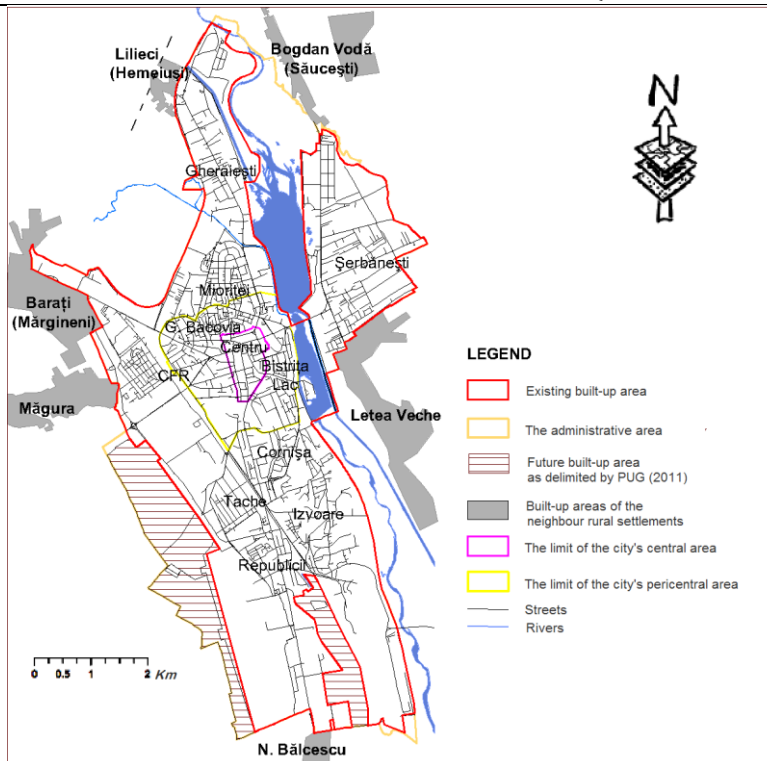 Lilieci
(Hemeiuși)
Bogdan Vodă
(Săucești)
N
Gherăiești
Șerbănești
Mioriței
Barați
(Mărgineni)
G. Bacovia
Centru
CFR
Bistrița
Lac
Măgura
Letea Veche
Cornișa
Tache
Izvoare
Republicii
0 0.5 1 2 Km
N. Bălcescu
LEGEND
Existing built-up area
The administrative area
Future built-up area
as delimited by PUG (2011)
Built-up areas of the
neighbour rural settlements
The limit of the city's central area
The limit of the city's pericentral area
Streets
Rivers